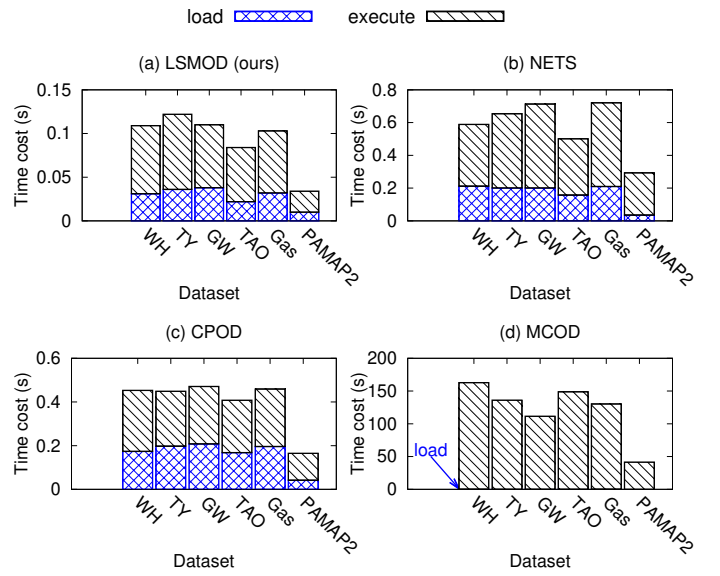 load execute
(a) LSMOD (ours)
Time cost (s)
0.15
0.1
0.05
0
WH TY GW TAO Gas PAMAP2
Dataset
(b) NETS
Time cost (s)
0.8
0.6
0.4
0.2
0
WH TY GW TAO Gas PAMAP2
Dataset
(c) CPOD
Time cost (s)
0.6
0.4
0.2
0
WH TY GW TAO Gas PAMAP2
Dataset
(d) MCOD
Time cost (s)
200
150
100
50
0
load
WH TY GW TAO Gas PAMAP2
Dataset